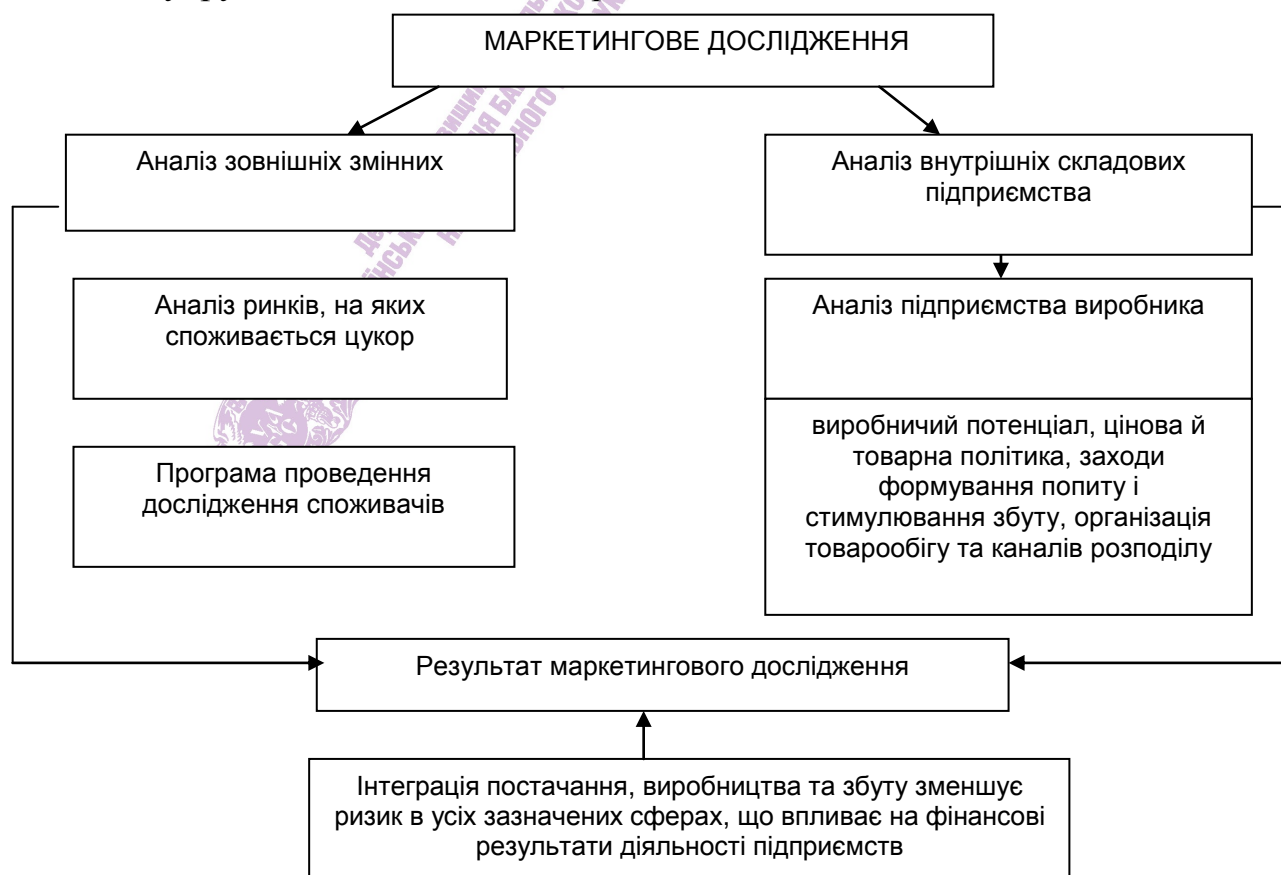 МАРКЕТИНГОВЕ ДОСЛІДЖЕННЯ
Аналіз зовнішніх змінних
Аналіз внутрішніх складових
підприємства
Аналіз ринків, на яких
споживається цукор
Аналіз підприємства виробника
виробничий потенціал, цінова й
товарна політика, заходи
формування попиту і
стимулювання збуту, організація
товарообігу та каналів розподілу
Програма проведення
дослідження споживачів
Результат маркетингового дослідження
Інтеграція постачання, виробництва та збуту зменшує
ризик в усіх зазначених сферах, що впливає на фінансові
результати діяльності підприємств